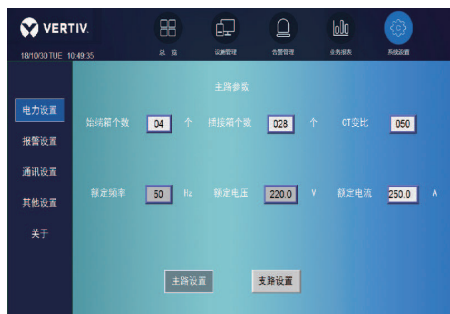 VERTIV.
18/10/30 TUE 10:49:35
总 览
设施管理
告警管理
业务报表
系统设置
主路参数
电力设置
报警设置
通讯设置
其他设置
关于
始端箱个数 04 个 插接箱个数 028 个 CT变比 050
额定频率 50 Hz 额定电压 220.0 V 额定电流 250.0 A
主路设置 支路设置